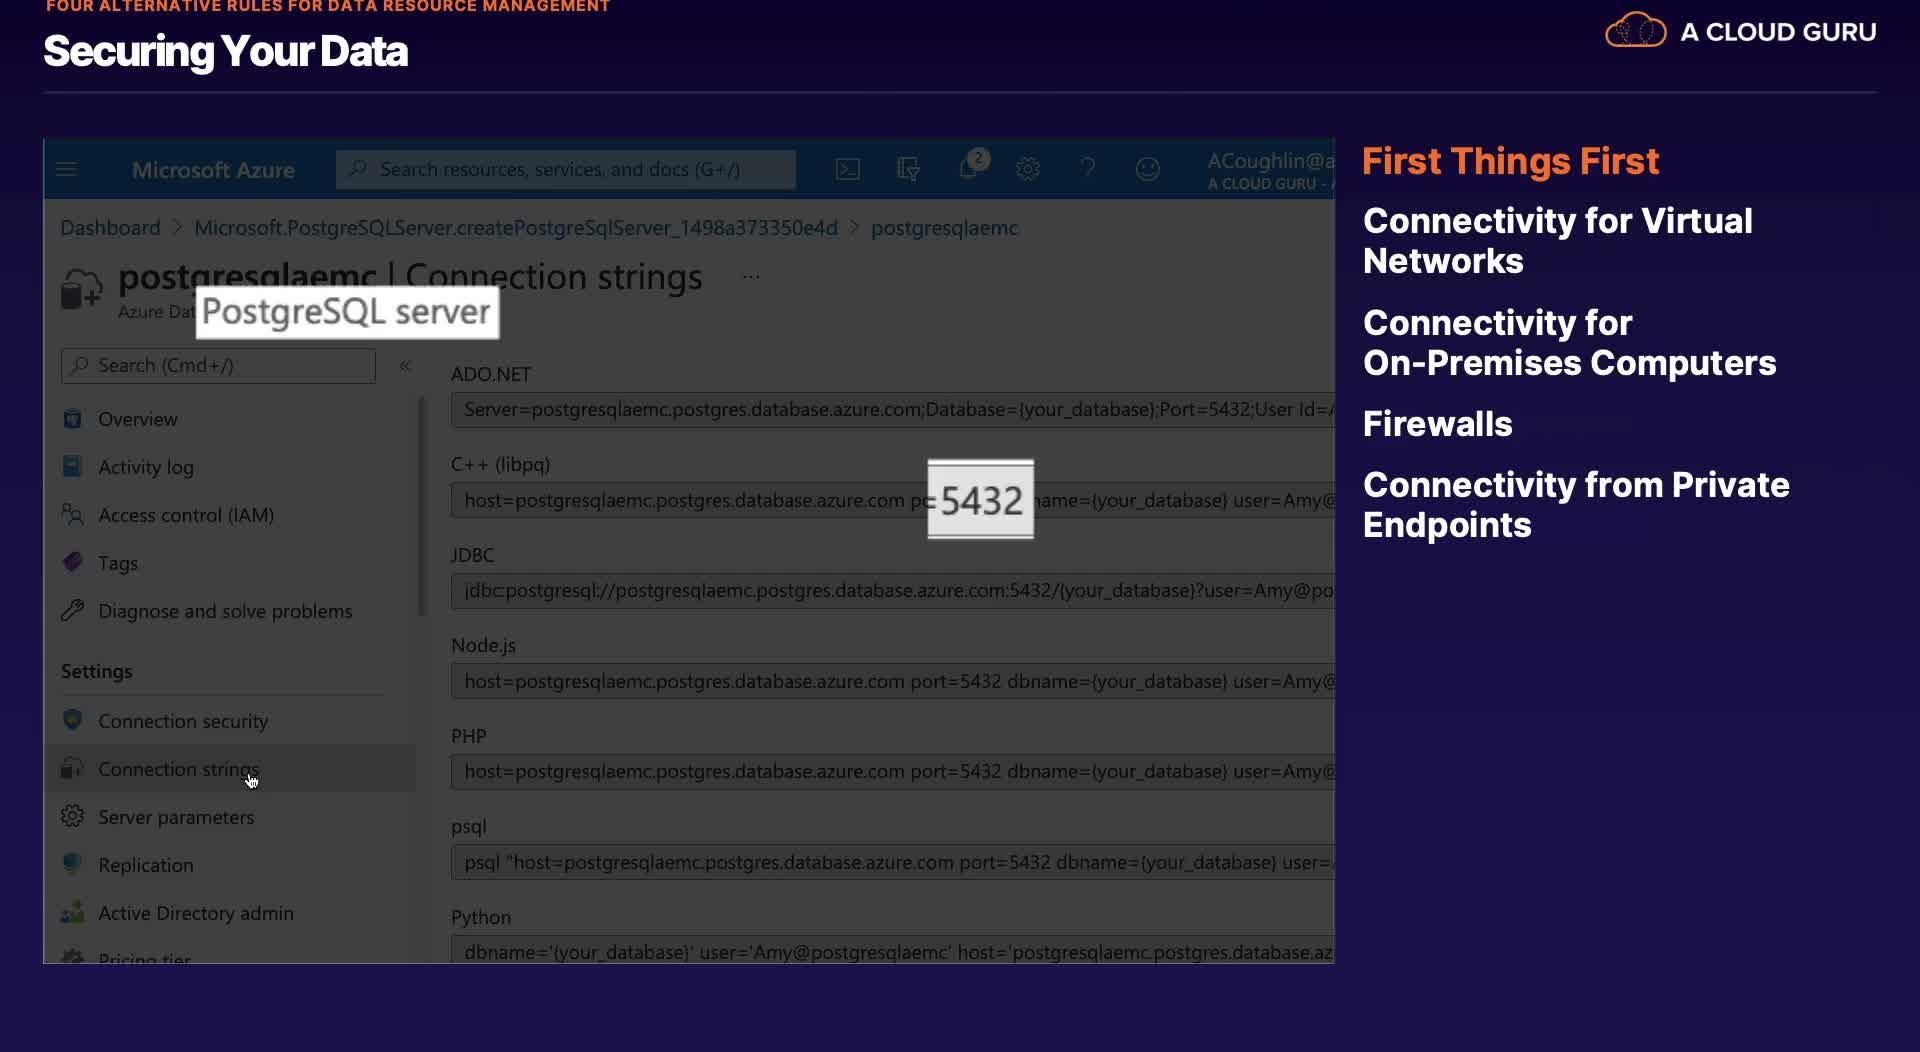 FOUR ALTERNATIVE RULES FOR DATA RESOURCE MANAGEMENT
Securing Your Data
A CLOUD GURU
Microsoft Azure
Search resources, services, and docs (G+/)
2
ACoughlin@a
A CLOUD GURU -
Dashboard > Microsoft.PostgreSQLServer.createPostgreSqlServer_1498a373350e4d > postgresqlaemc
postgresqlaemc | Connection strings ...
Azure Dat
PostgreSQL server
Search (Cmd+/)
«
Overview
Activity log
Access control (IAM)
Tags
Diagnose and solve problems
Settings
Connection security
Connection strings
Server parameters
Replication
Active Directory admin
Pricing tier
ADO.NET
Server=postgresqlaemc.postgres.database.azure.com;Database={your_database};Port=5432;User Id=A
C++ (libpq)
host=postgresqlaemc.postgres.database.azure.com po=5432 name={your_database} user=Amy@
JDBC
jdbc:postgresql://postgresqlaemc.postgres.database.azure.com:5432/{your_database}?user=Amy@po
Node.js
host=postgresqlaemc.postgres.database.azure.com port=5432 dbname={your_database} user=Amy@
PHP
host=postgresqlaemc.postgres.database.azure.com port=5432 dbname={your_database} user=Amy@
psql
psql "host=postgresqlaemc.postgres.database.azure.com port=5432 dbname={your_database} user=A
Python
dbname='{your_database}' user='Amy@postgresqlaemc' host='postgresqlaemc.postgres.database.az
First Things First
Connectivity for Virtual
Networks
Connectivity for
On-Premises Computers
Firewalls
Connectivity from Private
Endpoints